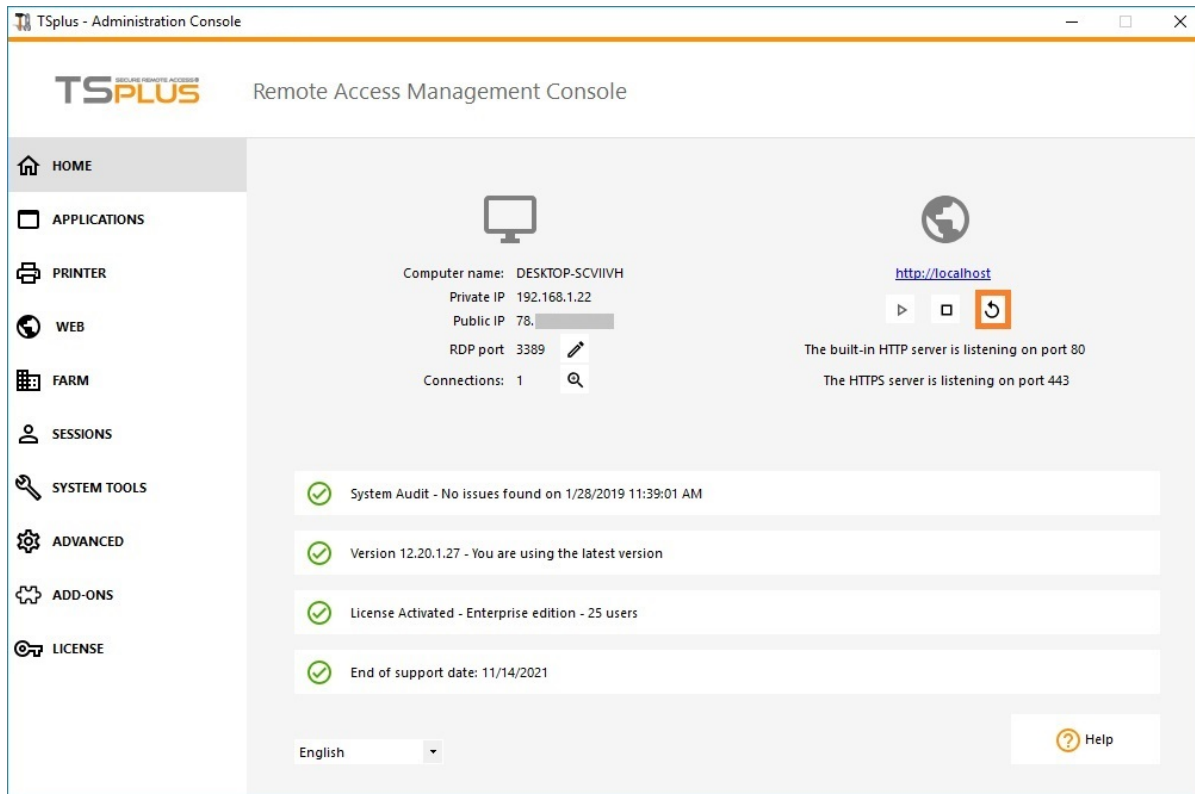 TSplus - Administration Console
TSPLUS SECURE REMOTE ACCESS
Remote Access Management Console
HOME
APPLICATIONS
PRINTER
WEB
FARM
SESSIONS
SYSTEM TOOLS
ADVANCED
ADD-ONS
LICENSE
Computer name: DESKTOP-SCVIIVH
Private IP 192.168.1.22
Public IP 78.
RDP port 3389
Connections: 1
http://localhost
The built-in HTTP server is listening on port 80
The HTTPS server is listening on port 443
System Audit - No issues found on 1/28/2019 11:39:01 AM
Version 12.20.1.27 - You are using the latest version
License Activated - Enterprise edition - 25 users
End of support date: 11/14/2021
English
Help